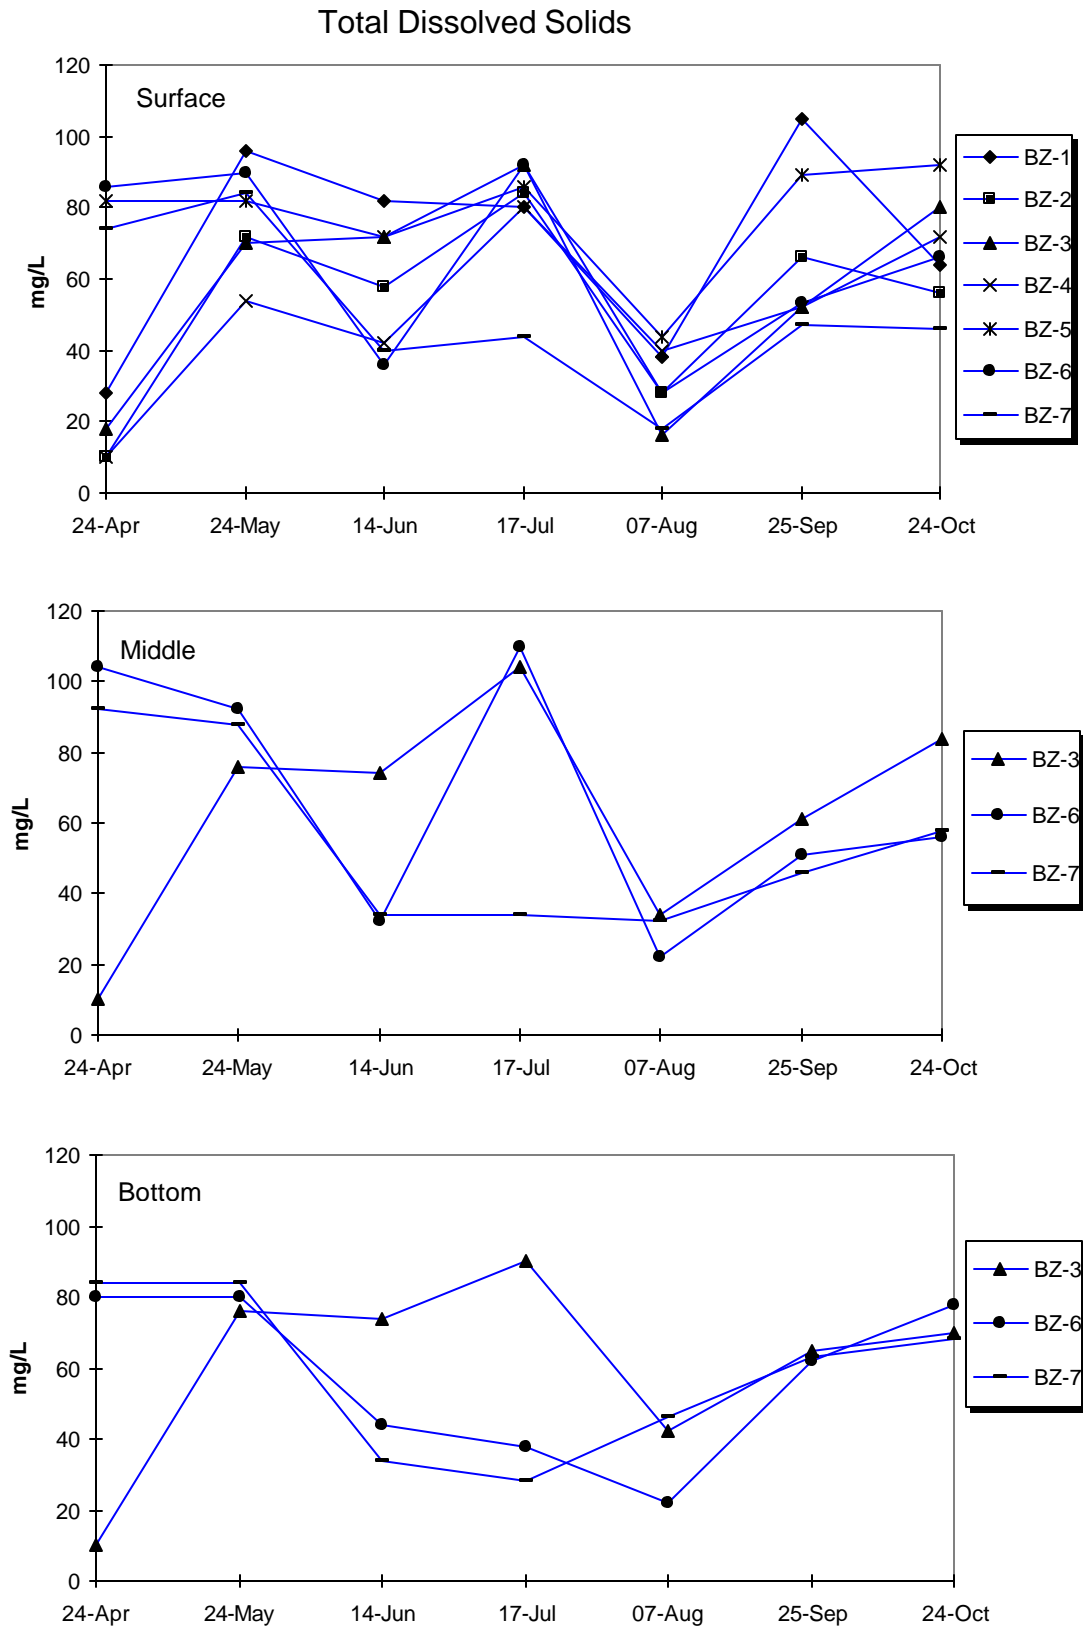 Total Dissolved Solids
120
100
80
60
40
20
0
mg/L
Surface
24-Apr 24-May 14-Jun 17-Jul 07-Aug 25-Sep 24-Oct
BZ-1
BZ-2
BZ-3
BZ-4
BZ-5
BZ-6
BZ-7
120
100
80
60
40
20
0
mg/L
Middle
24-Apr 24-May 14-Jun 17-Jul 07-Aug 25-Sep 24-Oct
BZ-3
BZ-6
BZ-7
120
100
80
60
40
20
0
mg/L
Bottom
24-Apr 24-May 14-Jun 17-Jul 07-Aug 25-Sep 24-Oct
BZ-3
BZ-6
BZ-7